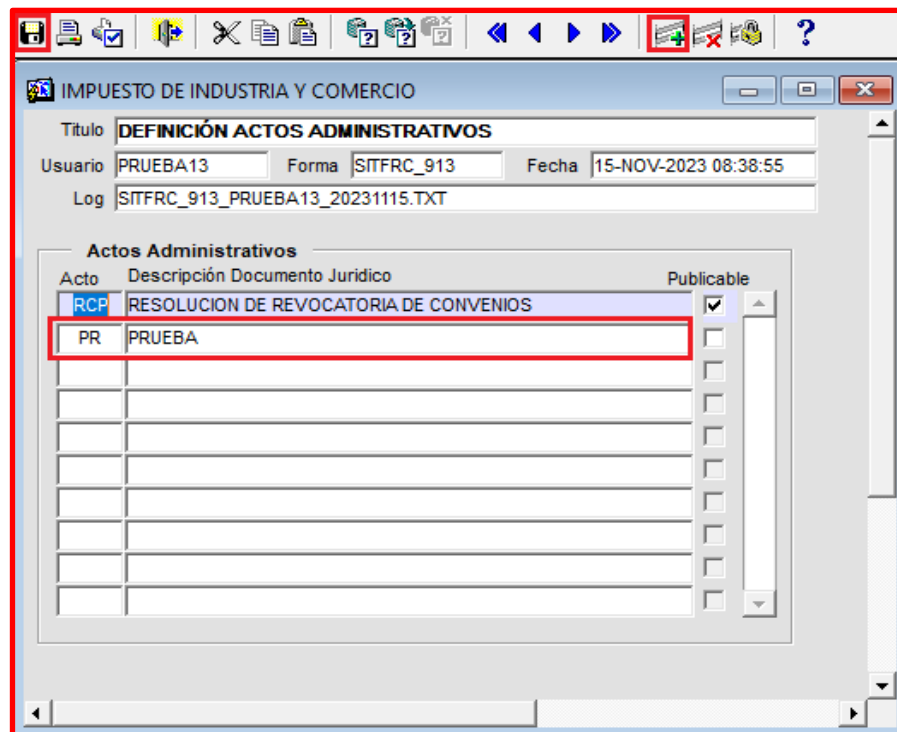 ?
IMPUESTO DE INDUSTRIA Y COMERCIO
Titulo DEFINICIÓN ACTOS ADMINISTRATIVOS
Usuario PRUEBA13 Forma SITFRC_913 Fecha 15-NOV-2023 08:38:55
Log SITFRC_913_PRUEBA13_20231115.TXT
Actos Administrativos
Acto Descripción Documento Juridico Publicable
RCP RESOLUCION DE REVOCATORIA DE CONVENIOS
PR PRUEBA